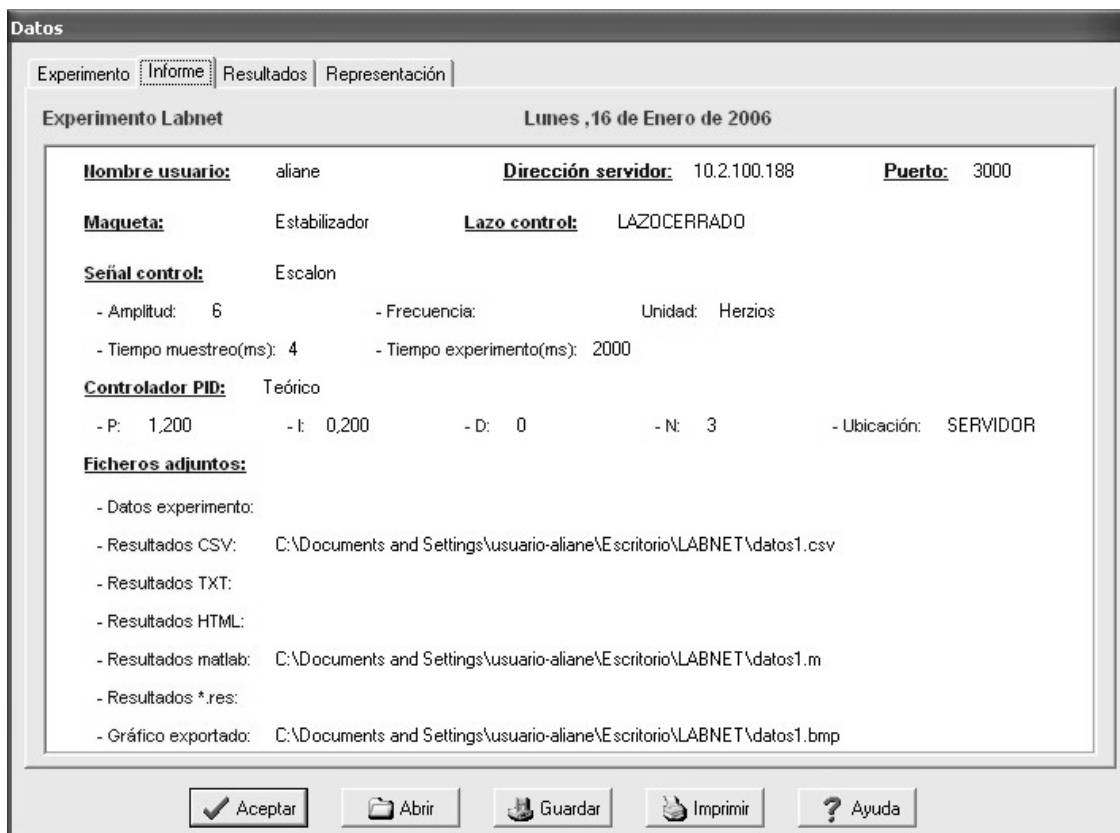 Datos
Experimento Informe Resultados Representación
Experimento Labnet Lunes ,16 de Enero de 2006
Nombre usuario: aliane Dirección servidor: 10.2.100.188 Puerto: 3000
Maqueta: Estabilizador Lazo control: LAZOCERRADO
Señal control: Escalon
- Amplitud: 6 - Frecuencia: Unidad: Herzios
- Tiempo muestreo(ms): 4 - Tiempo experimento(ms): 2000
Controlador PID: Teórico
- P: 1,200 - I: 0,200 - D: 0 - N: 3 - Ubicación: SERVIDOR
Ficheros adjuntos:
- Datos experimento:
- Resultados CSV: C:\Documents and Settings\usuario-aliane\Escritorio\LABNET\datos1.csv
- Resultados TXT:
- Resultados HTML:
- Resultados matlab: C:\Documents and Settings\usuario-aliane\Escritorio\LABNET\datos1.m
- Resultados *.res:
- Gráfico exportado: C:\Documents and Settings\usuario-aliane\Escritorio\LABNET\datos1.bmp
Aceptar Abrir Guardar Imprimir ? Ayuda